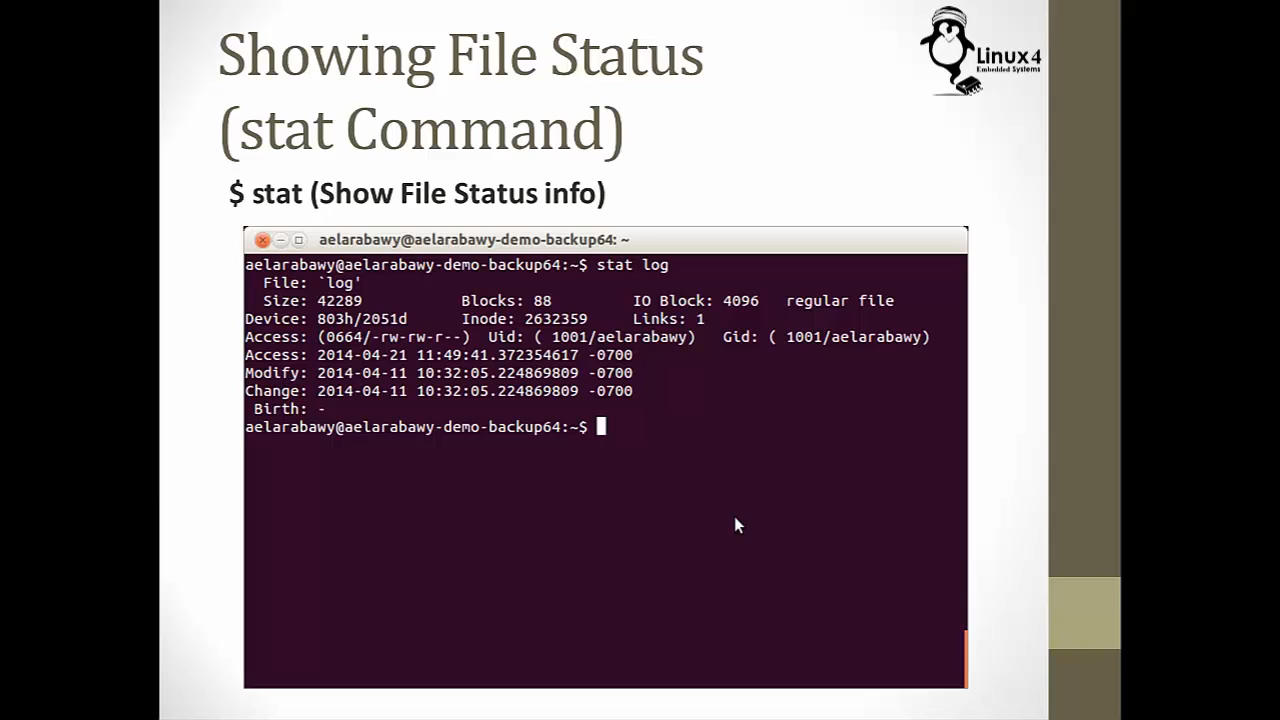 Showing File Status
(stat Command)
Linux4
Embedded Systems
$ stat (Show File Status info)
aelarabawy@aelarabawy-demo-backup64: ~
aelarabawy@aelarabawy-demo-backup64:~$ stat log
File: `log'
Size: 42289 Blocks: 88 IO Block: 4096 regular file
Device: 803h/2051d Inode: 2632359 Links: 1
Access: (0664/-rw-rw-r--) Uid: ( 1001/aelarabawy) Gid: ( 1001/aelarabawy)
Access: 2014-04-21 11:49:41.372354617 -0700
Modify: 2014-04-11 10:32:05.224869809 -0700
Change: 2014-04-11 10:32:05.224869809 -0700
Birth: -
aelarabawy@aelarabawy-demo-backup64:~$